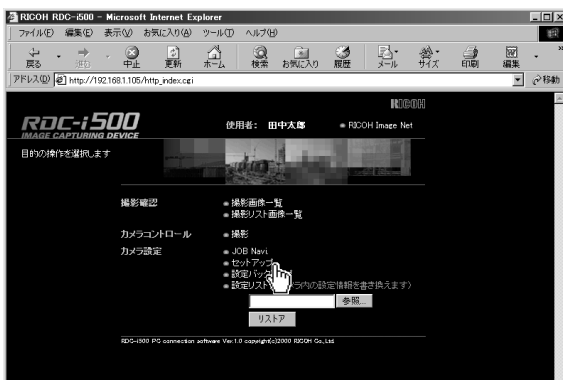 RICOH RDC-i500 - Microsoft Internet Explorer
ファイル(F) 編集(E) 表示(V) お気に入り(A) ツール(T) ヘルプ(H)
戻る 進む 中止 更新 ホーム 検索 お気に入り 履歴 メール サイズ 印刷 編集
アドレス(D) http://192.168.1.105/http_index.cgi 移動
RICOH
RDC-i500
IMAGE CAPTURING DEVICE
使用者: 田中太郎 RICOH Image Net
目的の操作を選択します
撮影確認 撮影画像一覧
撮影リスト画像一覧
カメラコントロール 撮影
カメラ設定 JOB Navi
セットアップ
設定バック
設定リスト ラ内の設定情報を書き換えます)
参照...
リストア
RDC-i500 PC connection software Ver.1.0 copyright(c)2000 RICOH Co.,Ltd.